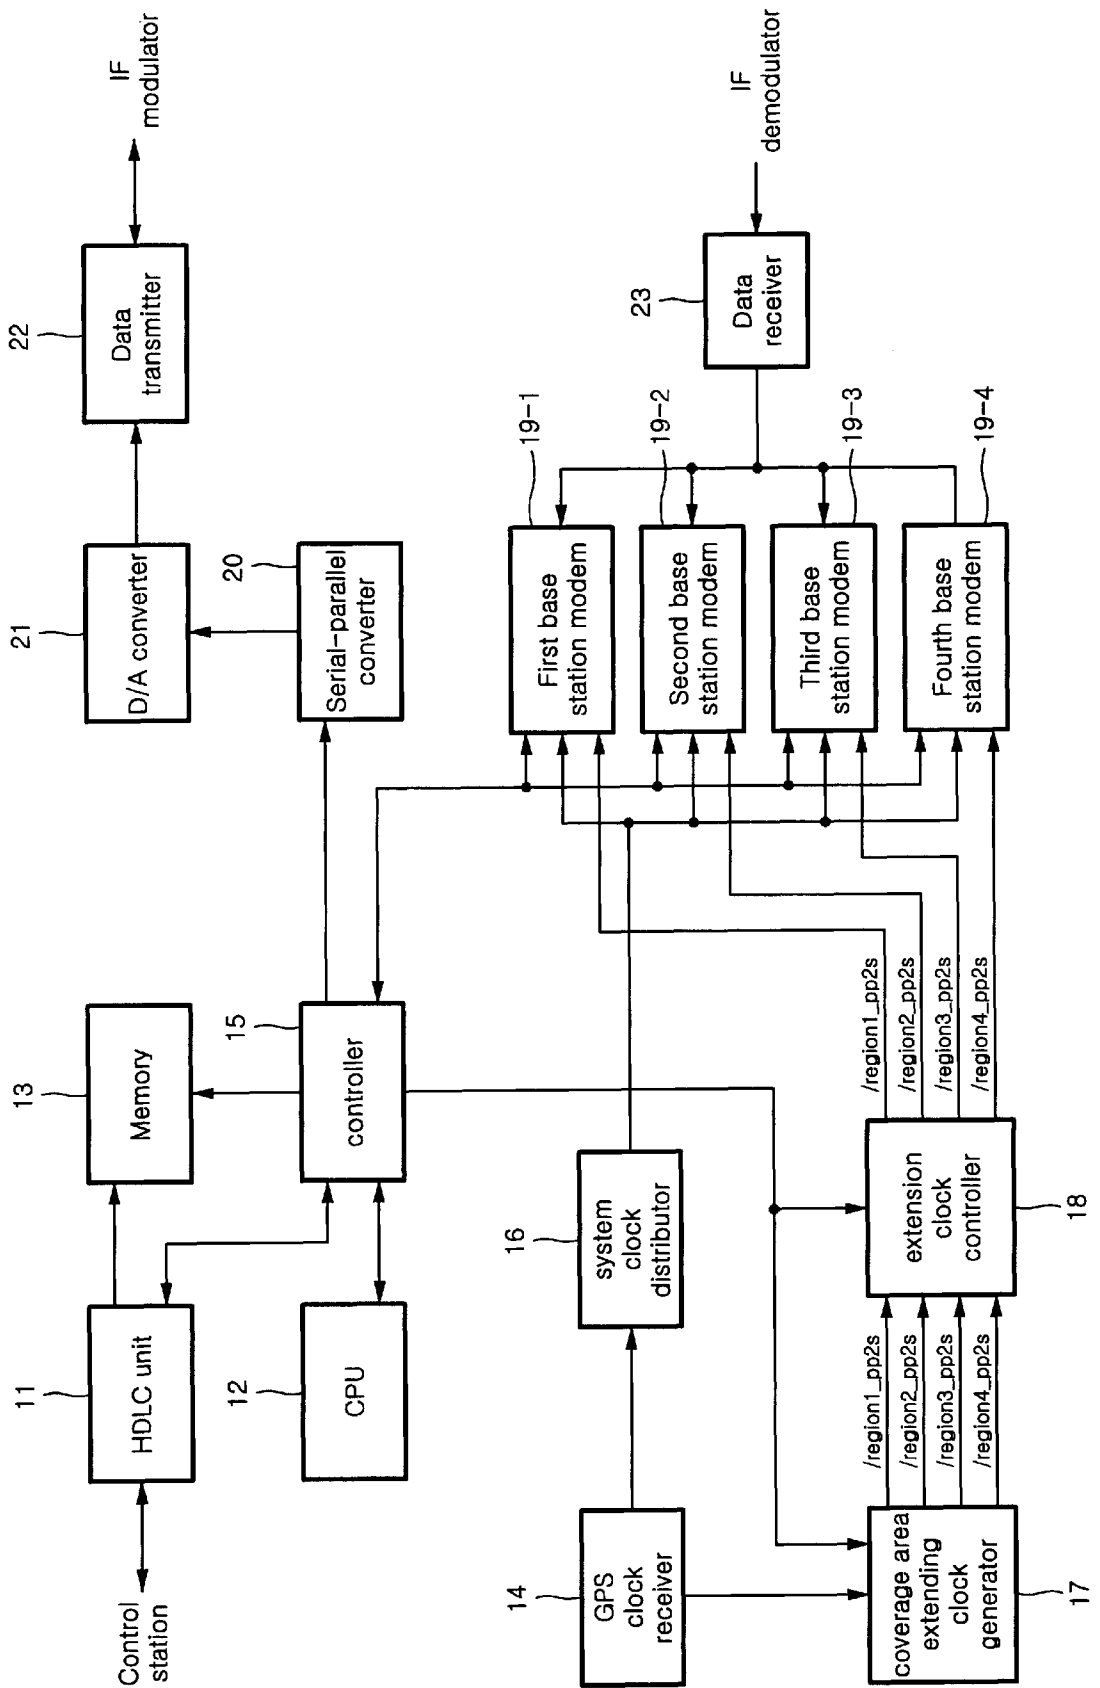 Control
station
11
HDLC unit
13
Memory
21
D/A converter
22
Data
transmitter
IF
modulator
12
CPU
15
controller
20
Serial-parallel
converter
14
GPS
clock
receiver
16
system
clock
distributor
19-1
First base
station modem
19-2
Second base
station modem
19-3
Third base
station modem
19-4
Fourth base
station modem
23
Data
receiver
IF
demodulator
coverage area
extending
clock
generator
17
/region1_pp2s
/region2_pp2s
/region3_pp2s
/region4_pp2s
extension
clock
controller
18
/region1_pp2s
/region2_pp2s
/region3_pp2s
/region4_pp2s